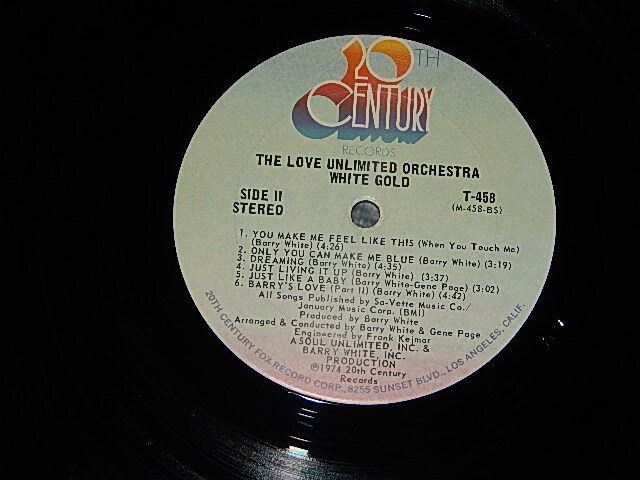 20TH
CENTURY
RECORDS
THE LOVE UNLIMITED ORCHESTRA
WHITE GOLD
SIDE II
STEREO
T-458
(M-458-BS)
1. YOU MAKE ME FEEL LIKE THIS (When You Touch Me)
(Barry White) (4:26)
2. ONLY YOU CAN MAKE ME BLUE (Barry White) (3:19)
3. DREAMING (Barry White) (4:35)
4. JUST LIVING IT UP (Barry White) (3:37)
5. JUST LIKE A BABY (Barry White-Gene Page) (3:02)
6. BARRY'S LOVE (Part II) (Barry White) (4:42)
All Songs Published by Sa-Vette Music Co./
January Music Corp. (BMI)
Produced by Barry White
Arranged & Conducted by Barry White & Gene Page
Engineered by Frank Kejmar
A SOUL UNLIMITED, INC. &
BARRY WHITE, INC.
PRODUCTION
℗1974 20th Century
Records
20TH CENTURY FOX RECORD CORP., 8255 SUNSET BLVD., LOS ANGELES, CALIF.